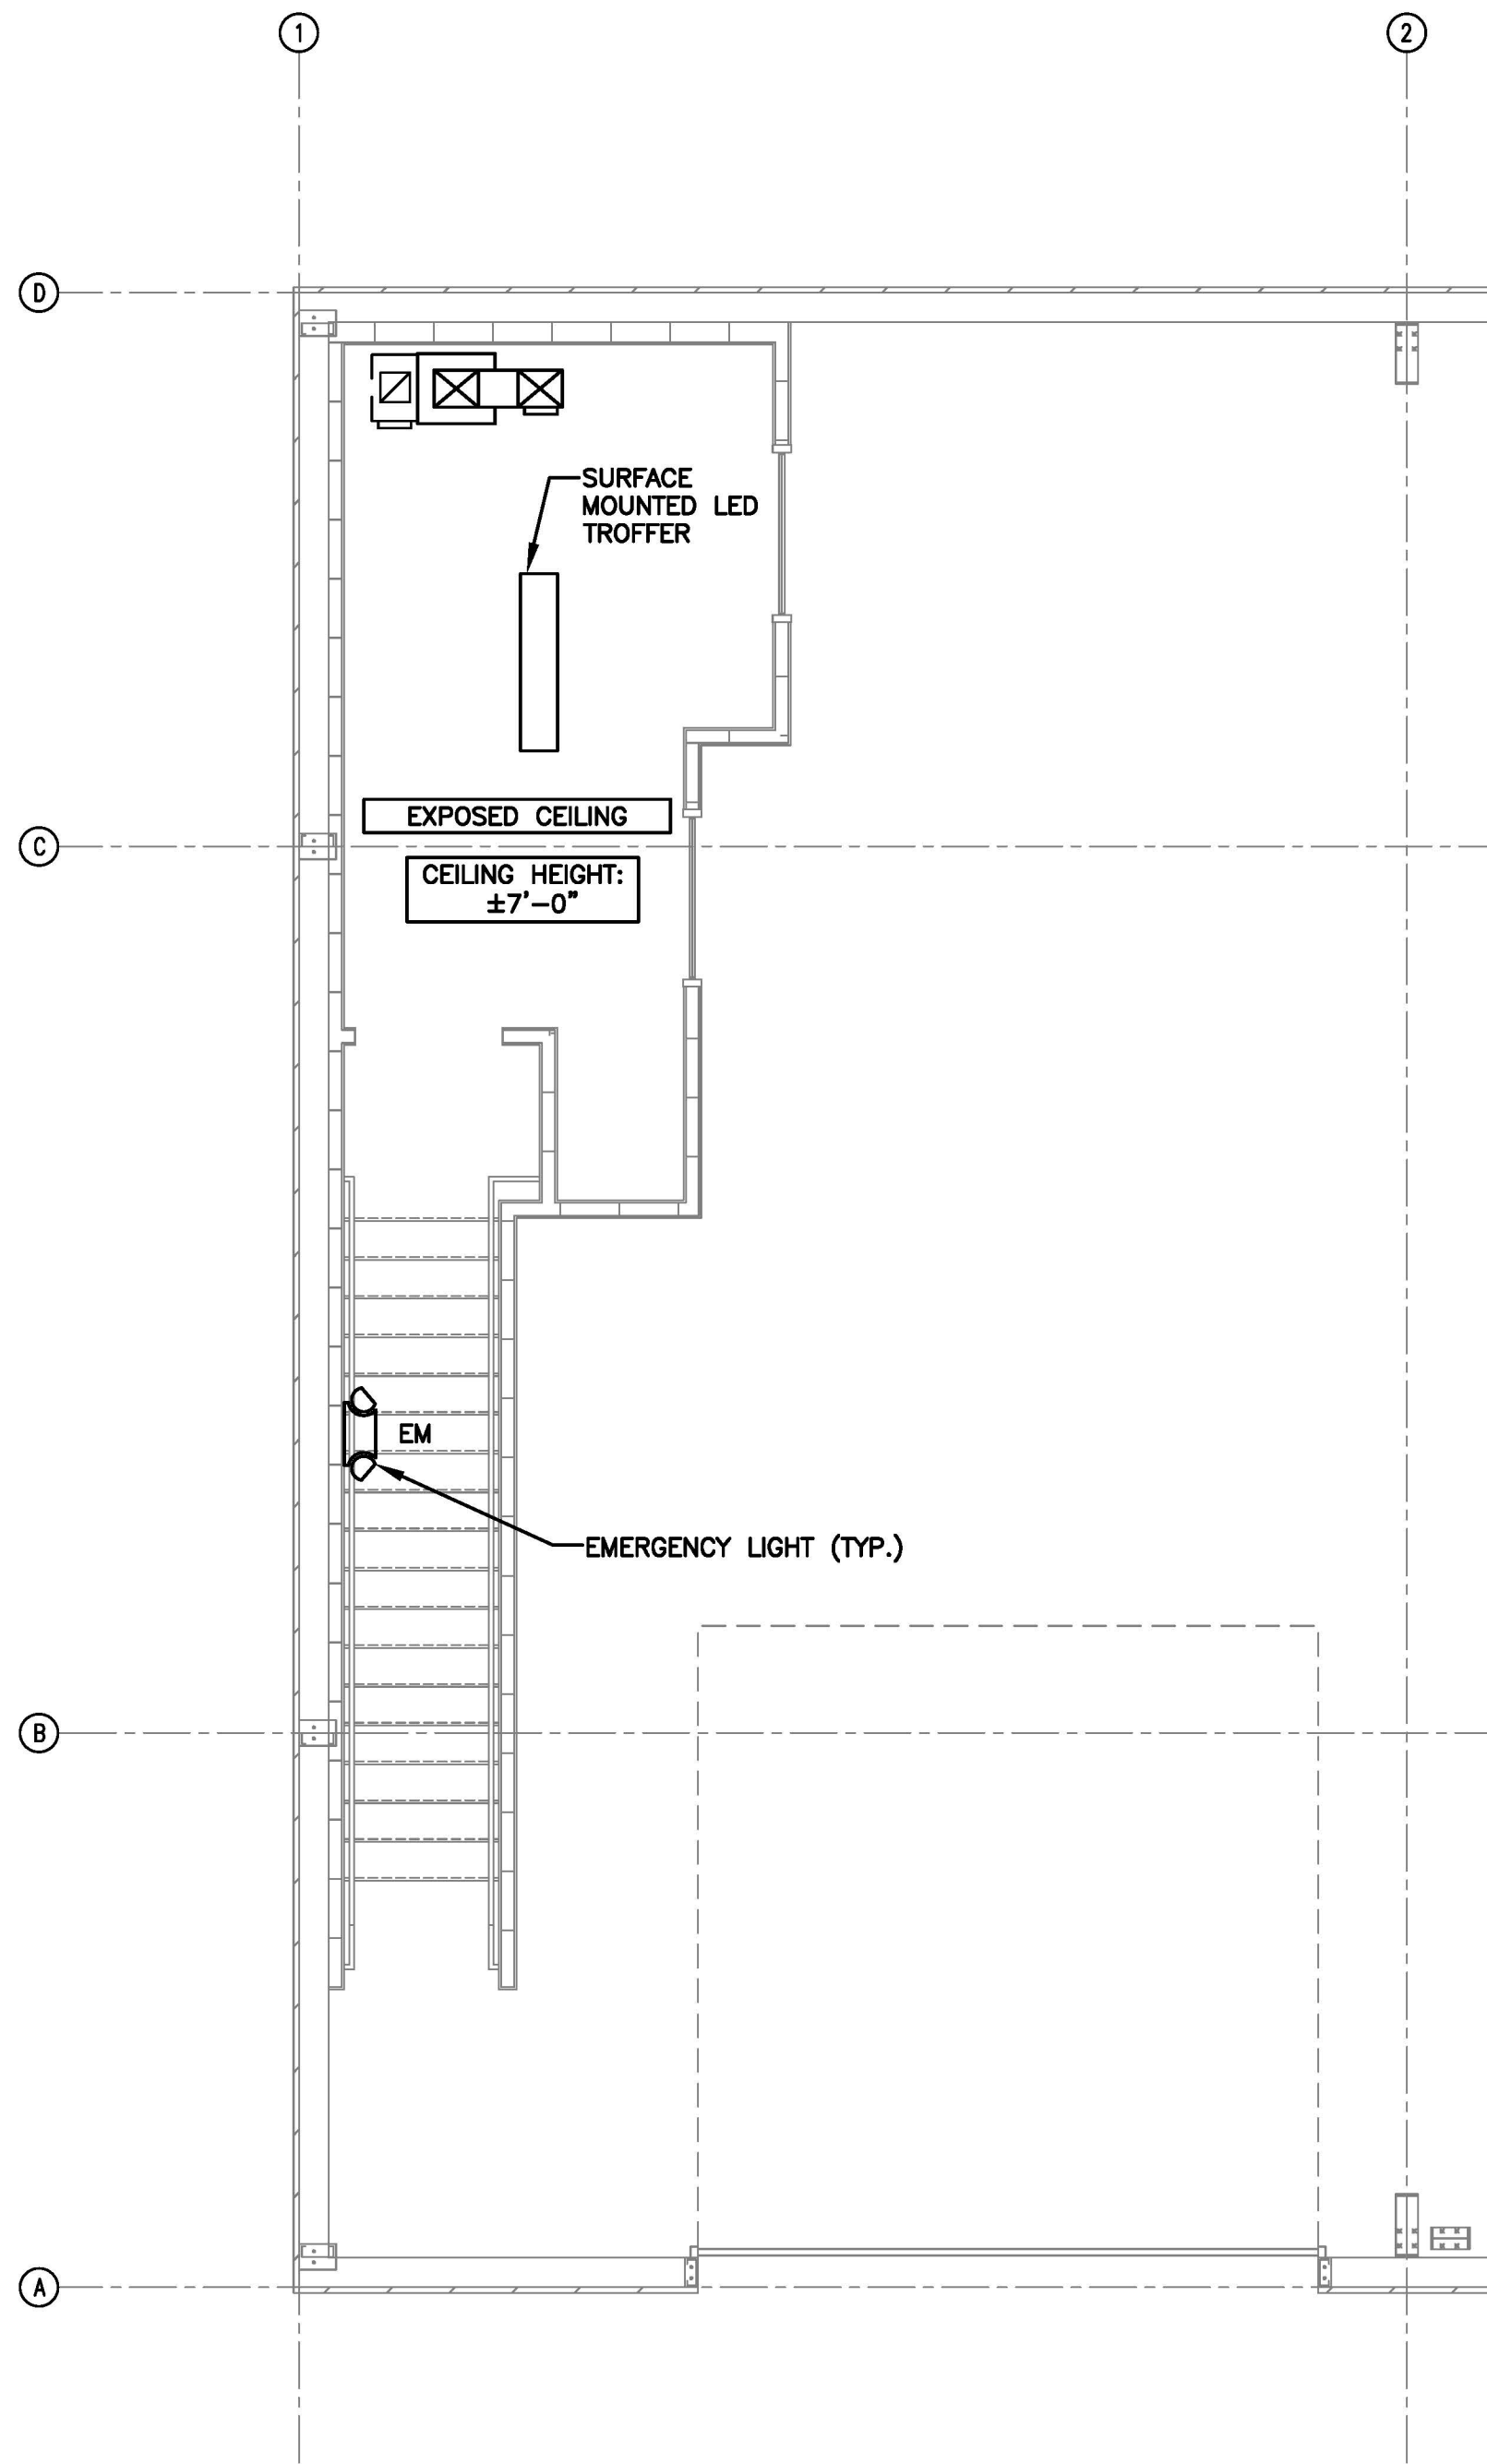 1
2
D
SURFACE
MOUNTED LED
TROFFER
EXPOSED CEILING
C
CEILING HEIGHT:
±7'-0"
EM
EMERGENCY LIGHT (TYP.)
B
A